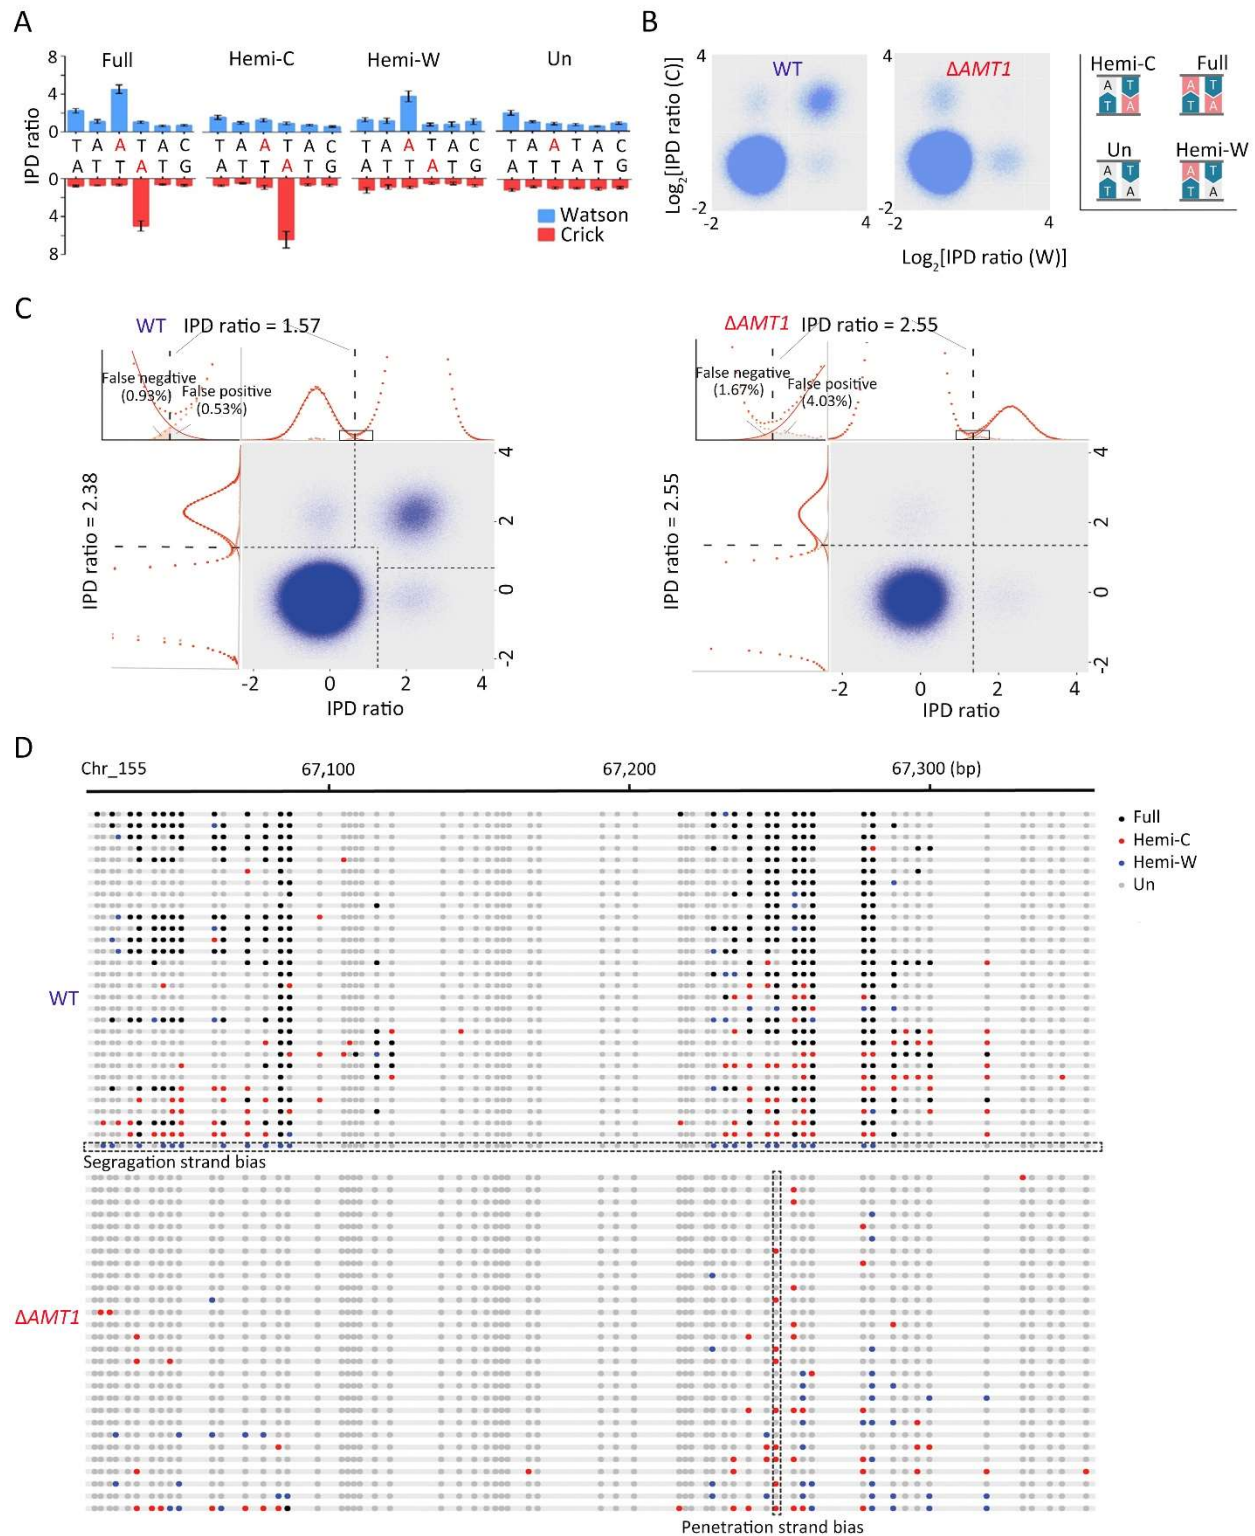 A
B
Full
Hemi-C
Hemi-W
Un
8
4
0
IPD ratio
T A A T A C
T A A T A C
T A A T A C
T A A T A C
A T T A T G
A T T A T G
A T T A T G
A T T A T G
0
4
8
Watson
Crick
Log2[IPD ratio (C)]
4
-2
-2
4
WT
4
-2
-2
4
ΔAMT1
Log2[IPD ratio (W)]
Hemi-C
Full
A T
T A
A T
T A
Un
Hemi-W
A T
T A
A T
T A
C
WT
IPD ratio = 1.57
False negative
(0.93%)
False positive
(0.53%)
IPD ratio = 2.38
4
2
0
-2
-2
0
2
4
IPD ratio
ΔAMT1
IPD ratio = 2.55
False negative
(1.67%)
False positive
(4.03%)
IPD ratio = 2.55
4
2
0
-2
-2
0
2
4
IPD ratio
D
Chr_155
67,100
67,200
67,300 (bp)
Full
Hemi-C
Hemi-W
Un
WT
Segragation strand bias
ΔAMT1
Penetration strand bias